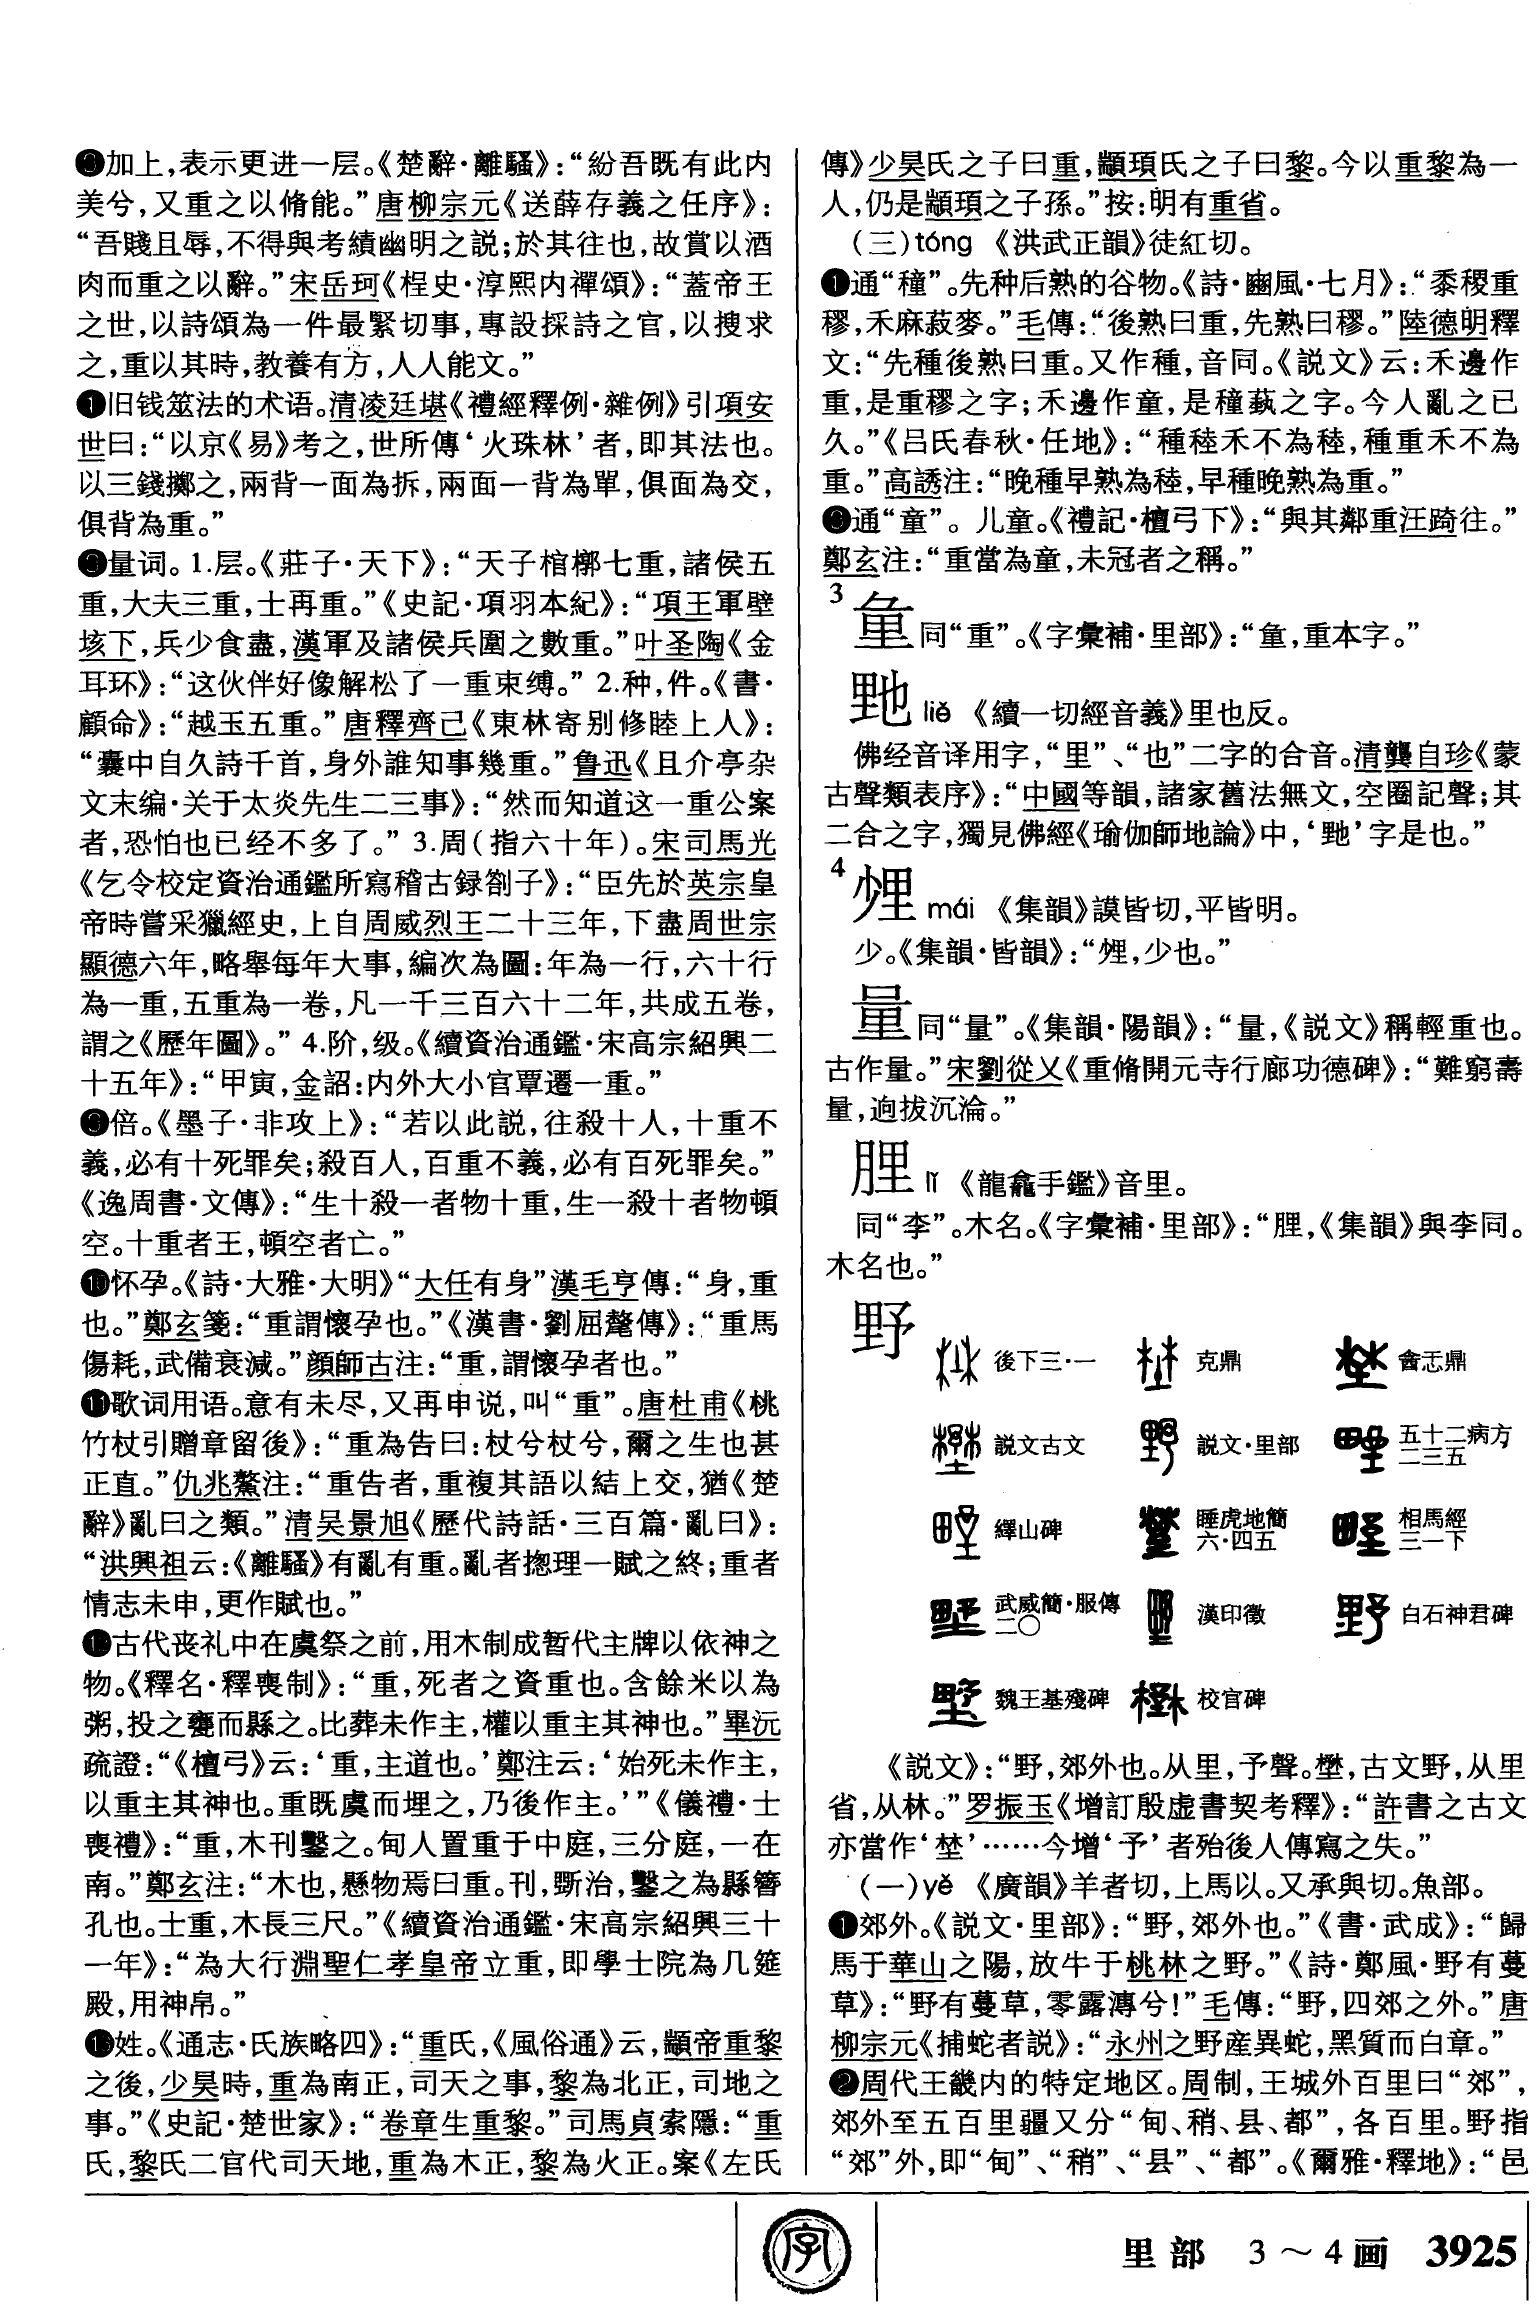 加上,表示更进一层。《楚辭·離騷》:“紛吾既有此内
美兮,又重之以脩能。”唐柳宗元《送薛存義之任序》:
“吾賤且辱,不得與考績幽明之説;於其往也,故賞以酒
肉而重之以辭。”宋岳珂《桯史·淳熙内禪頌》:“蓋帝王
之世,以詩頌為一件最緊切事,專設採詩之官,以搜求
之,重以其時,教養有方,人人能文。”
旧钱筮法的术语。清凌廷堪《禮經釋例·雜例》引項安
世曰:“以京《易》考之,世所傳‘火珠林’者,即其法也。
以三錢擲之,兩背一面為拆,兩面一背為單,俱面為交,
俱背為重。”
量词。1.层。《莊子·天下》:“天子棺槨七重,諸侯五
重,大夫三重,士再重。”《史記·項羽本紀》:“項王軍壁
垓下,兵少食盡,漢軍及諸侯兵圍之數重。”叶圣陶《金
耳环》:“这伙伴好像解松了一重束缚。” 2.种,件。《書·
顧命》:“越玉五重。”唐釋齊己《東林寄别修睦上人》:
“囊中自久詩千首,身外誰知事幾重。”鲁迅《且介亭杂
文末编·关于太炎先生二三事》:“然而知道这一重公案
者,恐怕也已经不多了。” 3.周(指六十年)。宋司馬光
《乞令校定資治通鑑所寫稽古録劄子》:“臣先於英宗皇
帝時嘗采獵經史,上自周威烈王二十三年,下盡周世宗
顯德六年,略舉每年大事,編次為圖:年為一行,六十行
為一重,五重為一卷,凡一千三百六十二年,共成五卷,
謂之《歷年圖》。” 4.阶,级。《續資治通鑑·宋高宗紹興二
十五年》:“甲寅,金詔:内外大小官覃遷一重。”
倍。《墨子·非攻上》:“若以此説,往殺十人,十重不
義,必有十死罪矣;殺百人,百重不義,必有百死罪矣。”
《逸周書·文傳》:“生十殺一者物十重,生一殺十者物頓
空。十重者王,頓空者亡。”
怀孕。《詩·大雅·大明》“大任有身”漢毛亨傳:“身,重
也。”鄭玄箋:“重謂懷孕也。”《漢書·劉屈氂傳》:“重馬
傷耗,武備衰減。”顔師古注:“重,謂懷孕者也。”
歌词用语。意有未尽,又再申说,叫“重”。唐杜甫《桃
竹杖引贈章留後》:“重為告曰:杖兮杖兮,爾之生也甚
正直。”仇兆鰲注:“重告者,重複其語以結上交,猶《楚
辭》亂曰之類。”清吴景旭《歷代詩話·三百篇·亂曰》:
“洪興祖云:《離騷》有亂有重。亂者揔理一賦之終;重者
情志未申,更作賦也。”
古代丧礼中在虞祭之前,用木制成暂代主牌以依神之
物。《釋名·釋喪制》:“重,死者之資重也。含餘米以為
粥,投之甕而縣之。比葬未作主,權以重主其神也。”畢沅
疏證:“《檀弓》云:‘重,主道也。’鄭注云:‘始死未作主,
以重主其神也。重既虞而埋之,乃後作主。’”《儀禮·士
喪禮》:“重,木刊鑿之。甸人置重于中庭,三分庭,一在
南。”鄭玄注:“木也,懸物焉曰重。刊,斲治,鑿之為縣簪
孔也。士重,木長三尺。”《續資治通鑑·宋高宗紹興三十
一年》:“為大行淵聖仁孝皇帝立重,即學士院為几筵
殿,用神帛。”
姓。《通志·氏族略四》:“重氏,《風俗通》云,顓帝重黎
之後,少昊時,重為南正,司天之事,黎為北正,司地之
事。”《史記·楚世家》:“卷章生重黎。”司馬貞索隱:“重
氏,黎氏二官代司天地,重為木正,黎為火正。案《左氏
傳》少昊氏之子曰重,顓頊氏之子曰黎。今以重黎為一
人,仍是顓頊之子孫。”按:明有重省。
(三)tóng 《洪武正韻》徒紅切。
❶通“穜”。先种后熟的谷物。《詩·豳風·七月》:“黍稷重
穋,禾麻菽麥。”毛傳:“後熟曰重,先熟曰穋。”陸德明釋
文:“先種後熟曰重。又作種,音同。《説文》云:禾邊作
重,是重穋之字;禾邊作童,是穜蓺之字。今人亂之已
久。”《吕氏春秋·任地》:“種稑禾不為稑,種重禾不為
重。”高誘注:“晚種早熟為稑,早種晚熟為重。”
通“童”。儿童。《禮記·檀弓下》:“與其鄰重汪踦往。”
鄭玄注:“重當為童,未冠者之稱。”
3
同“重”。《字彙補·里部》:“,重本字。”
liě 《續一切經音義》里也反。
佛经音译用字,“里”、“也”二字的合音。清龔自珍《蒙
古聲類表序》:“中國等韻,諸家舊法無文,空圈記聲;其
二合之字,獨見佛經《瑜伽師地論》中,‘’字是也。”
4
mái 《集韻》謨皆切,平皆明。
少。《集韻·皆韻》:“,少也。”
量同“量”。《集韻·陽韻》:“量,《説文》稱輕重也。
古作量。”宋劉從乂《重脩開元寺行廊功德碑》:“難窮壽
量,迥拔沉淪。”
lǐ 《龍龕手鑑》音里。
同“李”。木名。《字彙補·里部》:“,《集韻》與李同。
木名也。”
野
後下三·一 克鼎 酓忎鼎
説文古文 説文·里部 五十二病方二三五
繹山碑 睡虎地簡六·四五 相馬經三一下
武威簡·服傳二〇 漢印徵 白石神君碑
魏王基殘碑 校官碑
《説文》:“野,郊外也。从里,予聲。壄,古文野,从里
省,从林。”罗振玉《增訂殷虚書契考釋》:“許書之古文
亦當作‘埜’……今增‘予’者殆後人傳寫之失。”
(一)yě 《廣韻》羊者切,上馬以。又承與切。魚部。
❶郊外。《説文·里部》:“野,郊外也。”《書·武成》:“歸
馬于華山之陽,放牛于桃林之野。”《詩·鄭風·野有蔓
草》:“野有蔓草,零露漙兮!”毛傳:“野,四郊之外。”唐
柳宗元《捕蛇者説》:“永州之野産異蛇,黑質而白章。”
❷周代王畿内的特定地区。周制,王城外百里曰“郊”,
郊外至五百里疆又分“甸、稍、县、都”,各百里。野指
“郊”外,即“甸”、“稍”、“县”、“都”。《爾雅·釋地》:“邑
字
里部 3～4画 3925